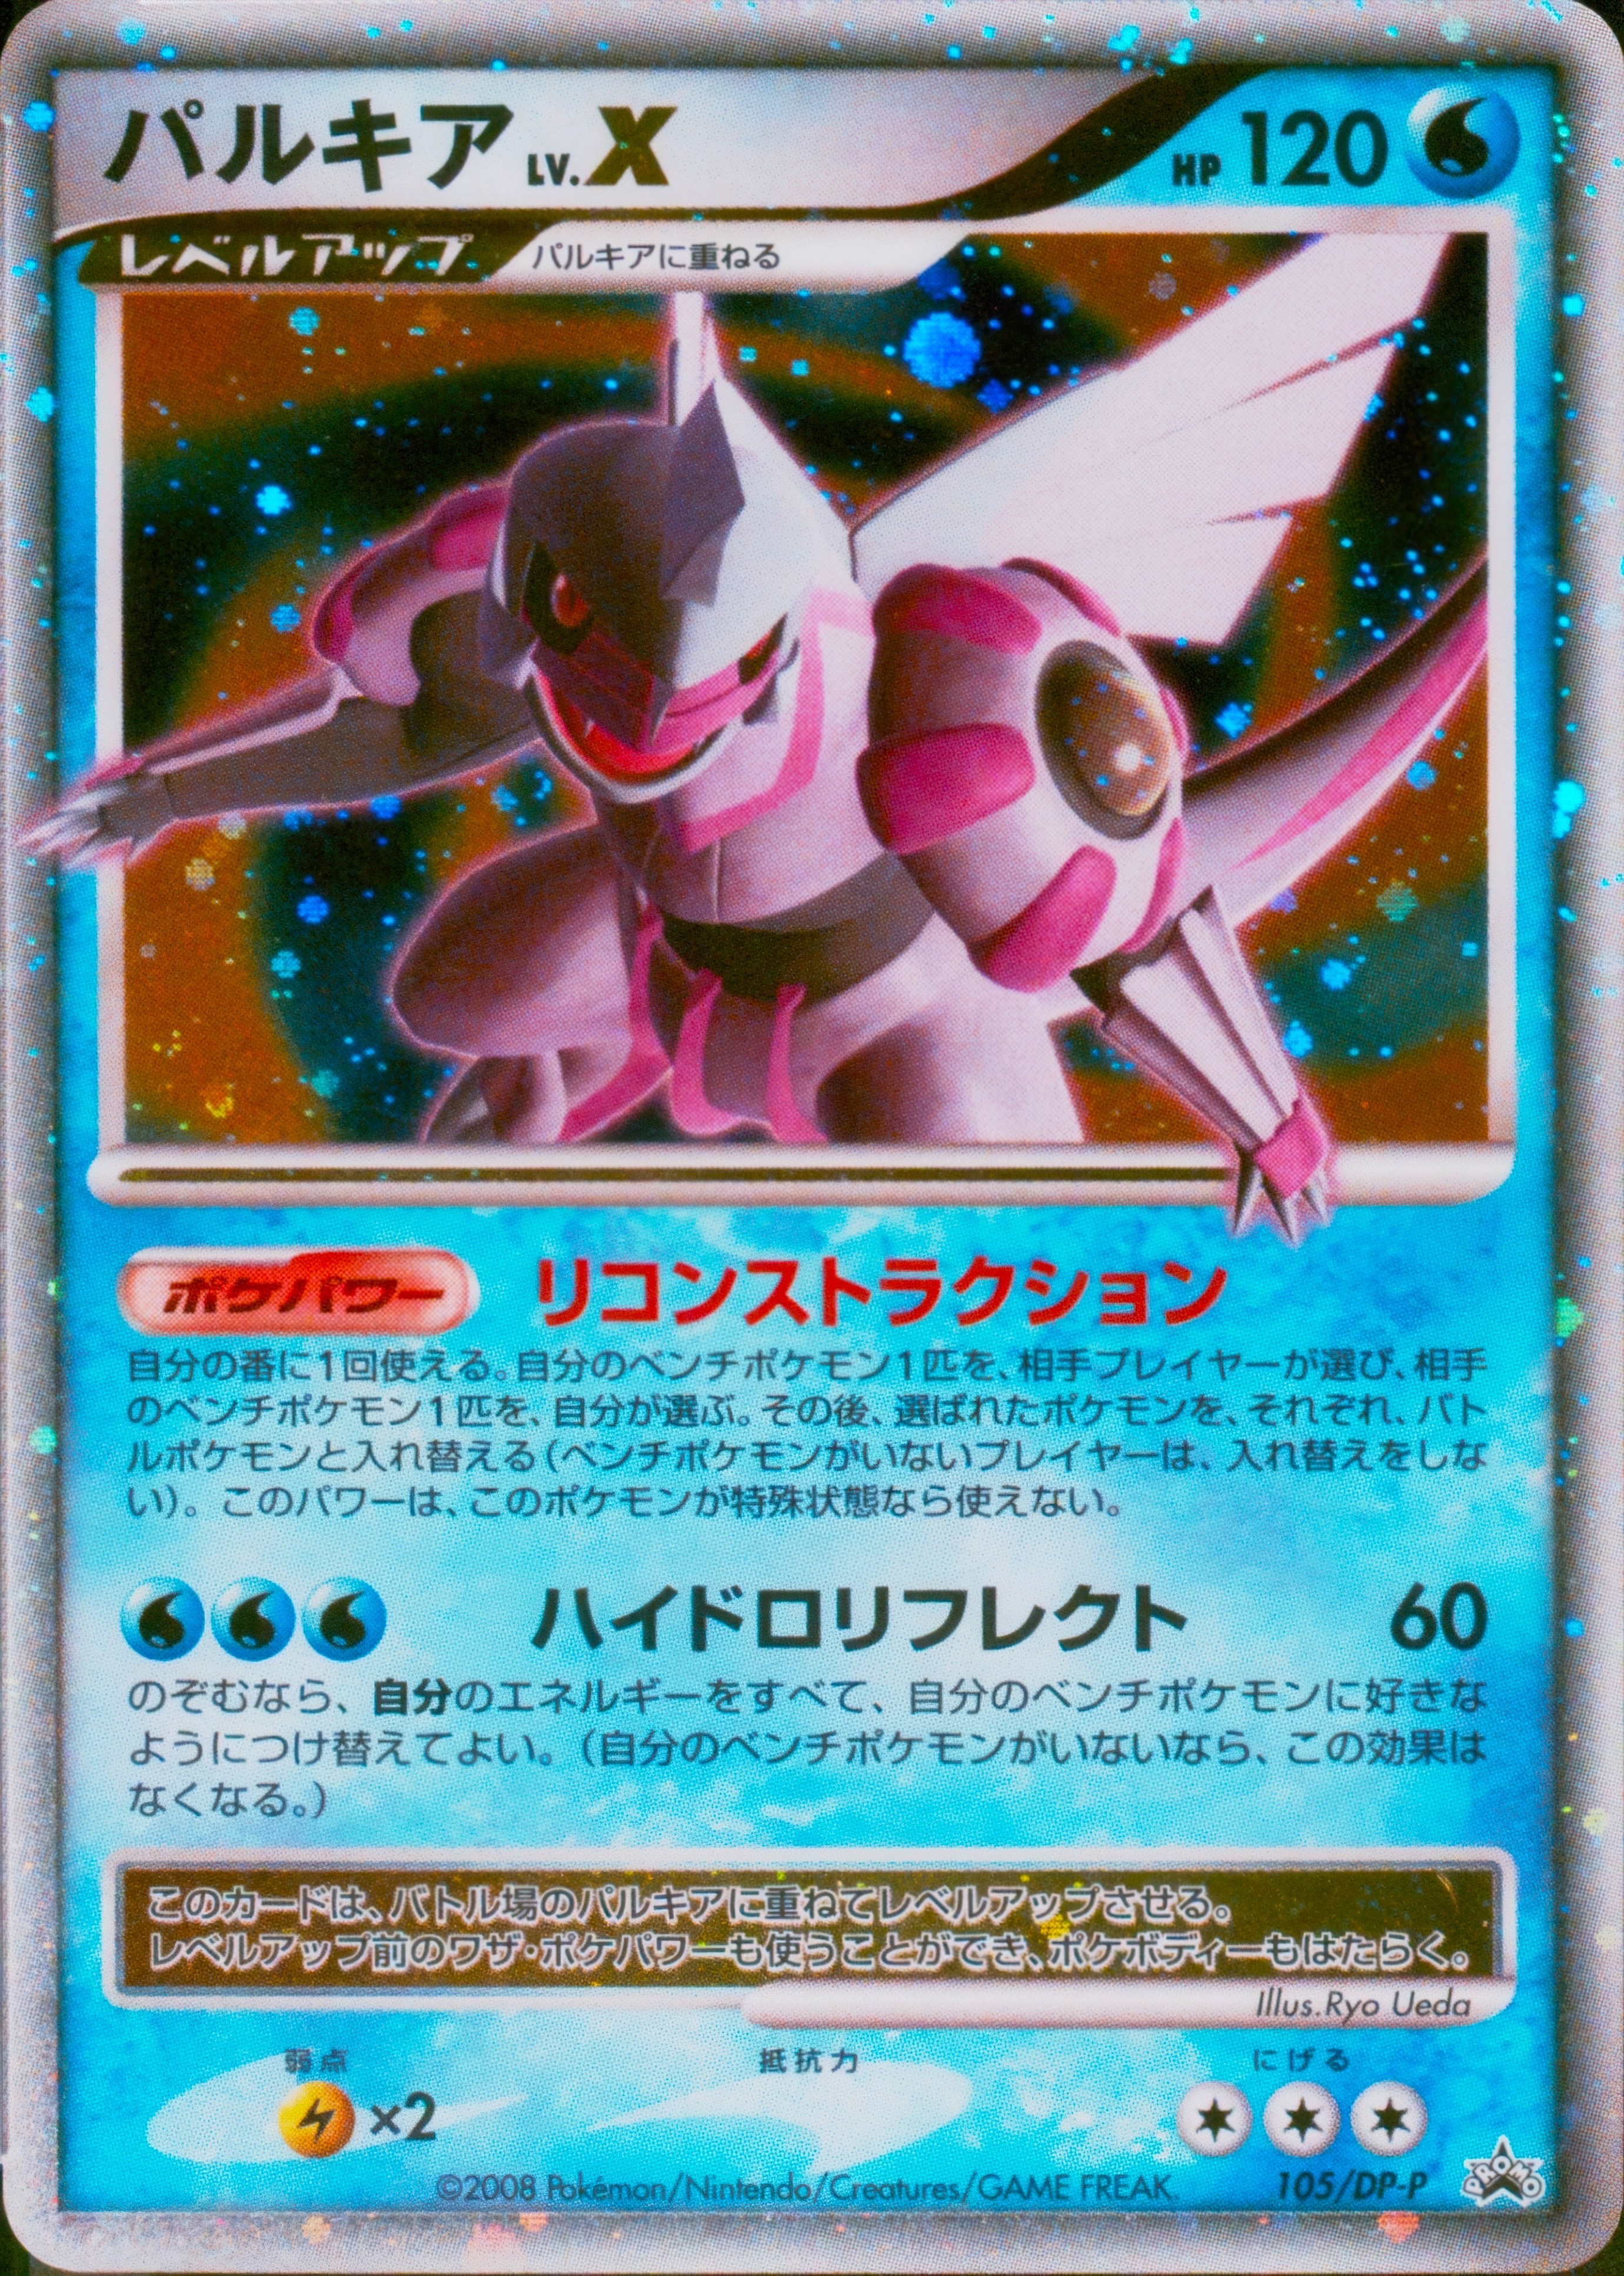 パルキア LV.X HP 120
レベルアップ パルキアに重ねる
ポケパワー リコンストラクション
自分の番に1回使える。自分のベンチポケモン1匹を、相手プレイヤーが選び、相手
のベンチポケモン1匹を、自分が選ぶ。その後、選ばれたポケモンを、それぞれ、バト
ルポケモンと入れ替える(ベンチポケモンがいないプレイヤーは、入れ替えをしな
い)。このパワーは、このポケモンが特殊状態なら使えない。
ハイドロリフレクト 60
のぞむなら、自分のエネルギーをすべて、自分のベンチポケモンに好きな
ようにつけ替えてよい。(自分のベンチポケモンがいないなら、この効果は
なくなる。)
このカードは、バトル場のパルキアに重ねてレベルアップさせる。
レベルアップ前のワザ・ポケパワーも使うことができ、ポケボディーもはたらく。
Illus.Ryo Ueda
弱点 抵抗力 にげる
×2
©2008 Pokémon/Nintendo/Creatures/GAME FREAK. 105/DP-P PROMO